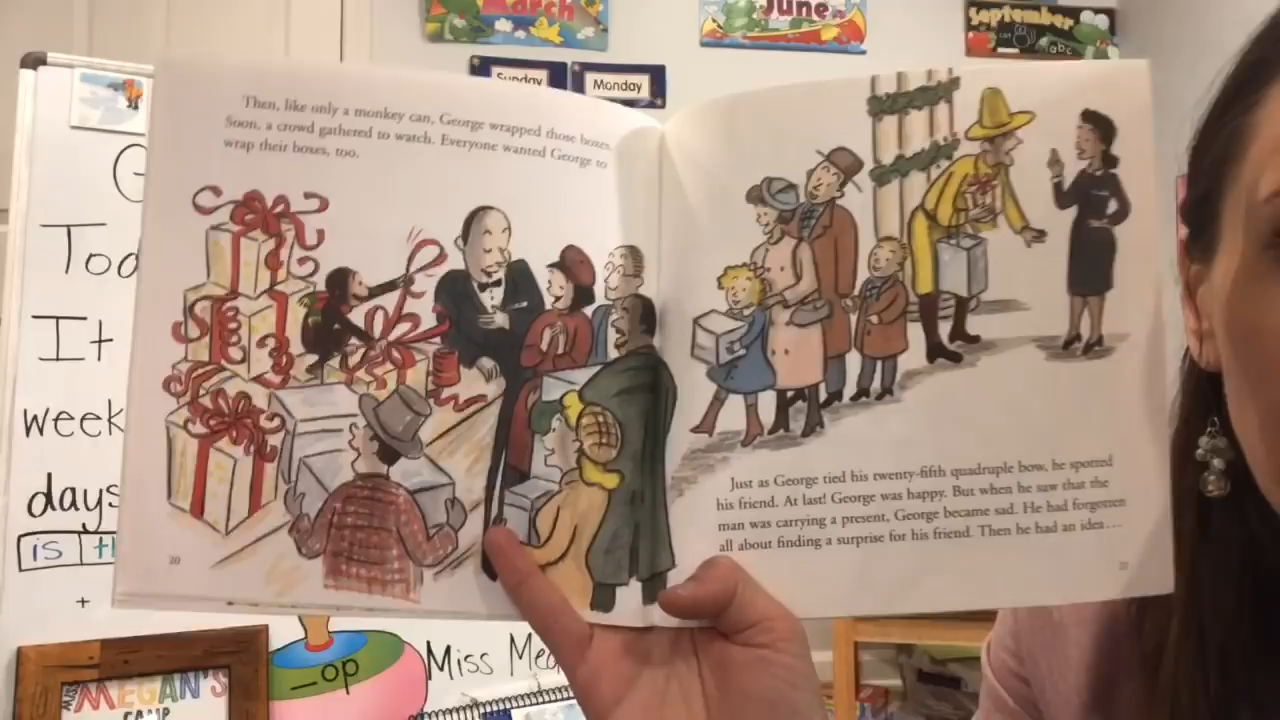 March
June
September
abc
Sunday
Monday
Tod
It
week
days
is
+
Then, like only a monkey can, George wrapped those boxes.
Soon, a crowd gathered to watch. Everyone wanted George to
wrap their boxes, too.
20
Just as George tied his twenty-fifth quadruple bow, he spotted
his friend. At last! George was happy. But when he saw that the
man was carrying a present, George became sad. He had forgotten
all about finding a surprise for his friend. Then he had an idea...
MISS
MEGAN'S
CAMP
_op
Miss Me